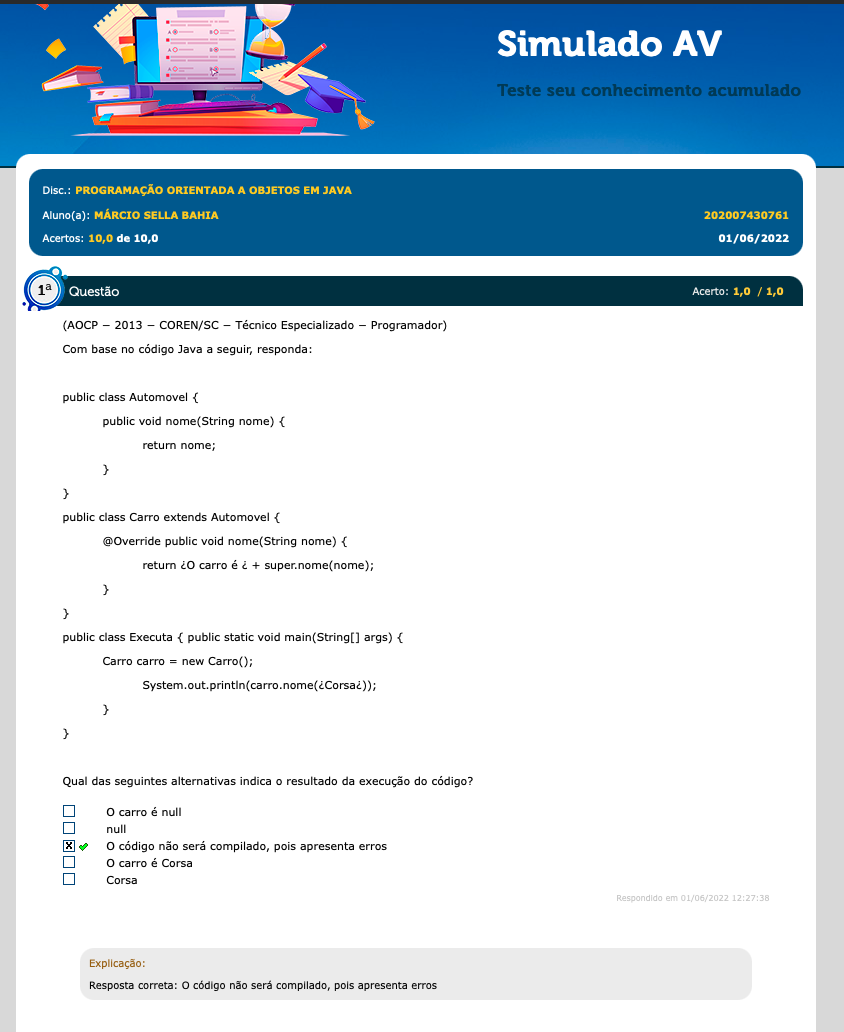 Simulado AV
Teste seu conhecimento acumulado
Disc.: PROGRAMAÇÃO ORIENTADA A OBJETOS EM JAVA
Aluno(a): MÁRCIO SELLA BAHIA 202007430761
Acertos: 10,0 de 10,0 01/06/2022
1ª Questão Acerto: 1,0 / 1,0
(AOCP − 2013 − COREN/SC − Técnico Especializado − Programador)
Com base no código Java a seguir, responda:
public class Automovel {
public void nome(String nome) {
return nome;
}
}
public class Carro extends Automovel {
@Override public void nome(String nome) {
return ¿O carro é ¿ + super.nome(nome);
}
}
public class Executa { public static void main(String[] args) {
Carro carro = new Carro();
System.out.println(carro.nome(¿Corsa¿));
}
}
Qual das seguintes alternativas indica o resultado da execução do código?
O carro é null
null
X O código não será compilado, pois apresenta erros
O carro é Corsa
Corsa
Respondido em 01/06/2022 12:27:38
Explicação:
Resposta correta: O código não será compilado, pois apresenta erros